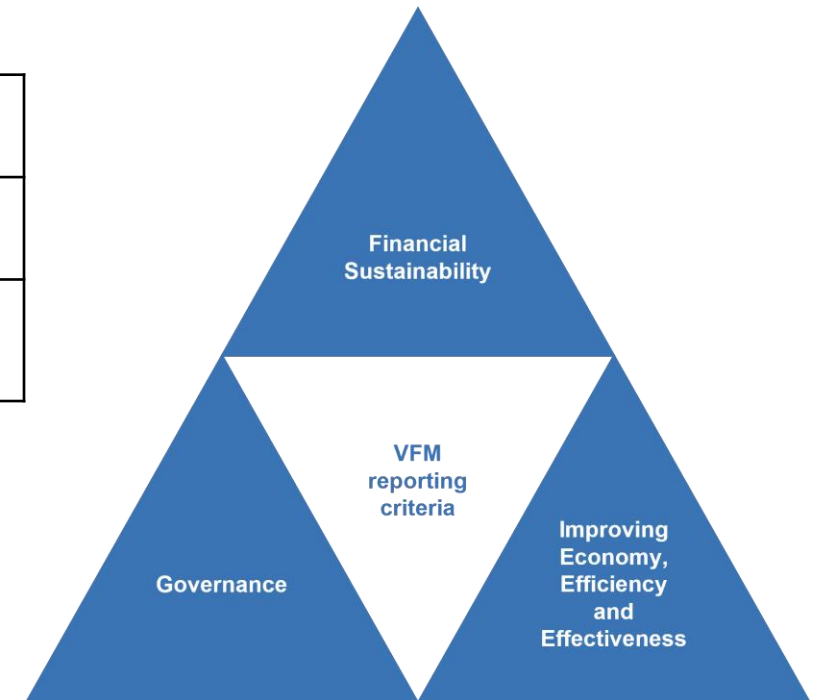 Financial
Sustainability
VFM
reporting
criteria
Governance
Improving
Economy,
Efficiency
and
Effectiveness